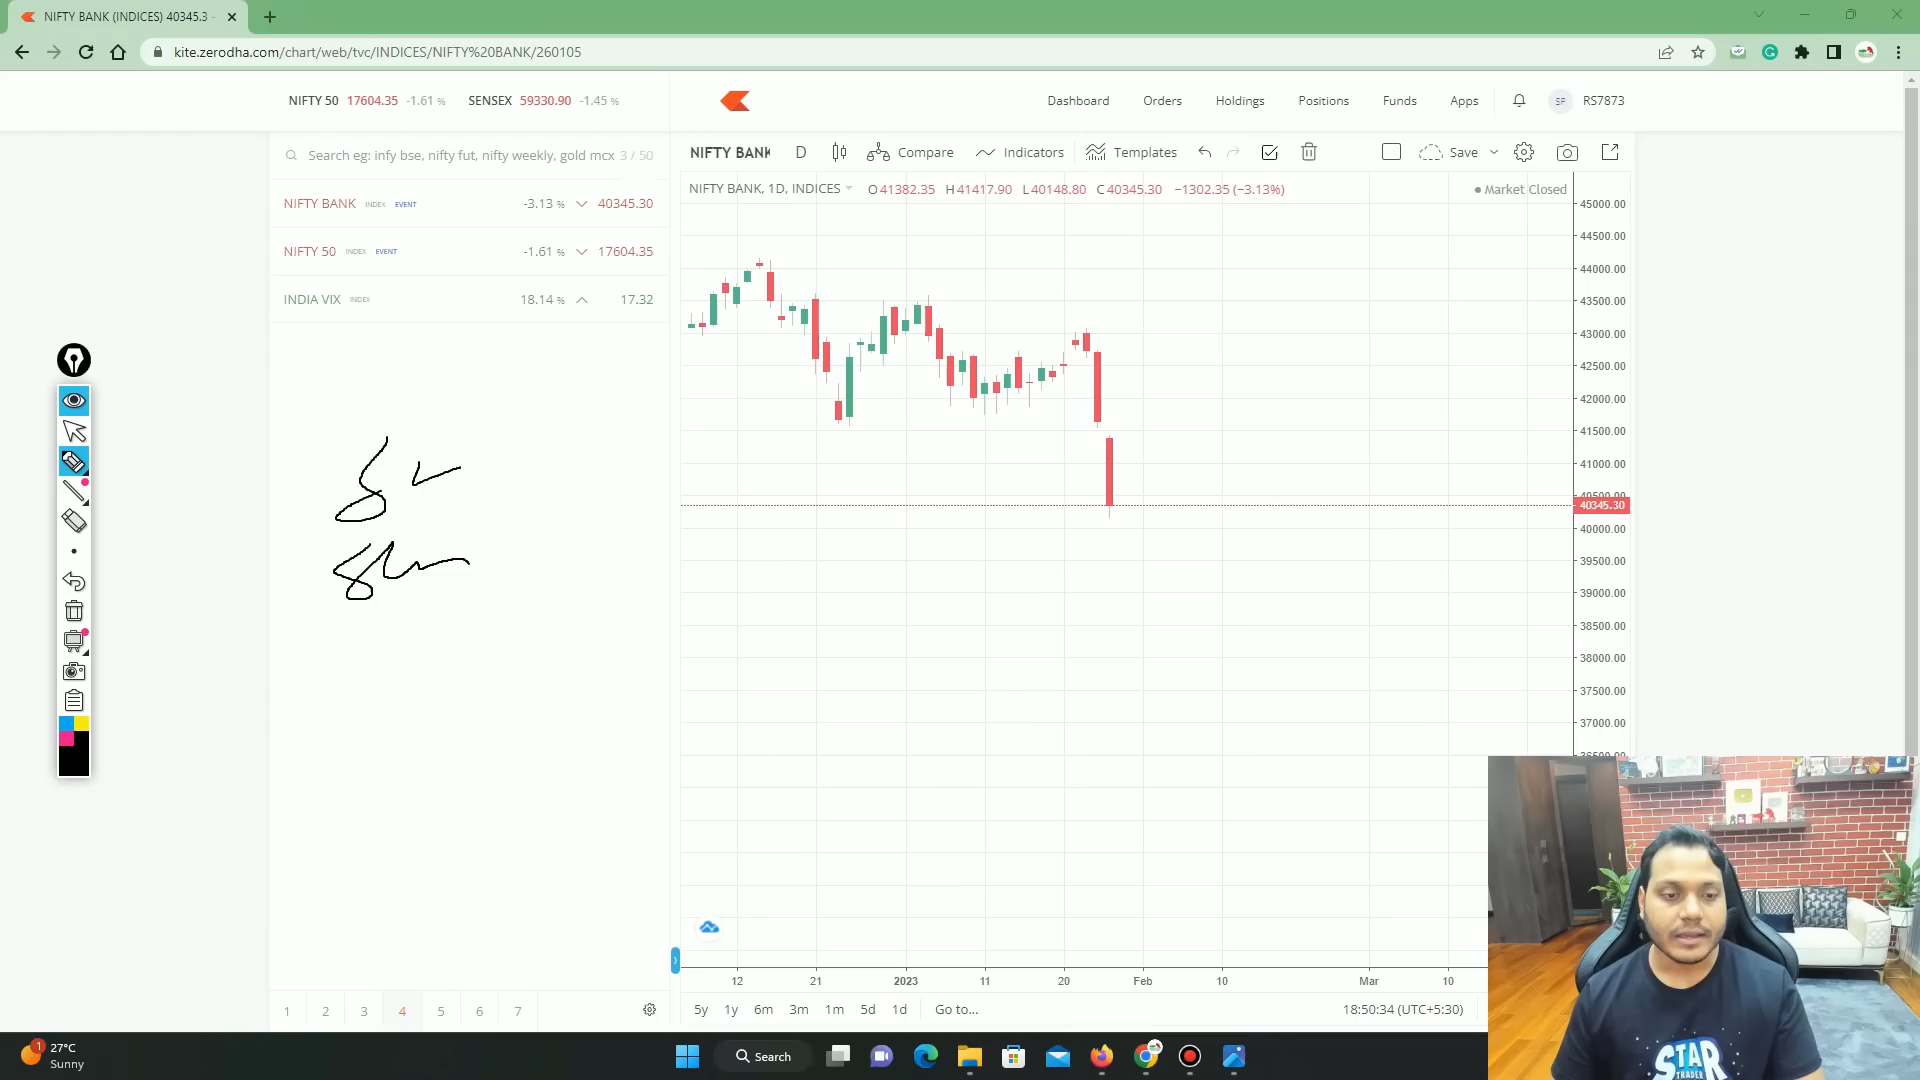 NIFTY BANK (INDICES) 40345.3 -
kite.zerodha.com/chart/web/tvc/INDICES/NIFTY%20BANK/260105
NIFTY 50 17604.35 -1.61 % SENSEX 59330.90 -1.45 %
Dashboard Orders Holdings Positions Funds Apps SP RS7873
Search eg: infy bse, nifty fut, nifty weekly, gold mcx 3 / 50
NIFTY BANK D Compare Indicators Templates Save
NIFTY BANK INDEX EVENT -3.13 % 40345.30
NIFTY 50 INDEX EVENT -1.61 % 17604.35
INDIA VIX INDEX 18.14 % 17.32
NIFTY BANK, 1D, INDICES O 41382.35 H 41417.90 L 40148.80 C 40345.30 −1302.35 (−3.13%)
Market Closed
45000.00
44500.00
44000.00
43500.00
43000.00
42500.00
42000.00
41500.00
41000.00
40500.00
40345.30
40000.00
39500.00
39000.00
38500.00
38000.00
37500.00
37000.00
36500.00
12 21 2023 11 20 Feb 10 Mar 10
1 2 3 4 5 6 7
5y 1y 6m 3m 1m 5d 1d Go to... 18:50:34 (UTC+5:30)
1
27°C
Sunny
Search
STAR
TRADER